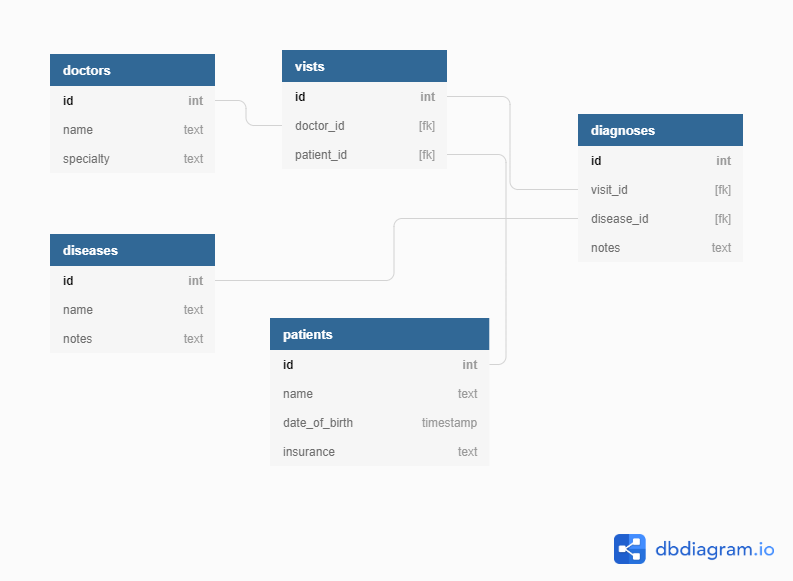 doctors
id int
name text
specialty text
vists
id int
doctor_id [fk]
patient_id [fk]
diagnoses
id int
visit_id [fk]
disease_id [fk]
notes text
diseases
id int
name text
notes text
patients
id int
name text
date_of_birth timestamp
insurance text
dbdiagram.io